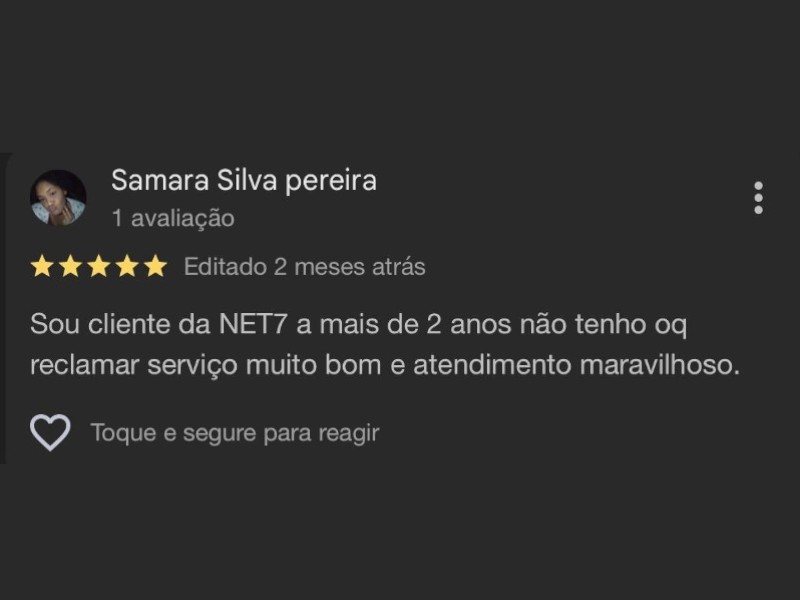 Samara Silva pereira
1 avaliação
Editado 2 meses atrás
Sou cliente da NET7 a mais de 2 anos não tenho oq
reclamar serviço muito bom e atendimento maravilhoso.
Toque e segure para reagir